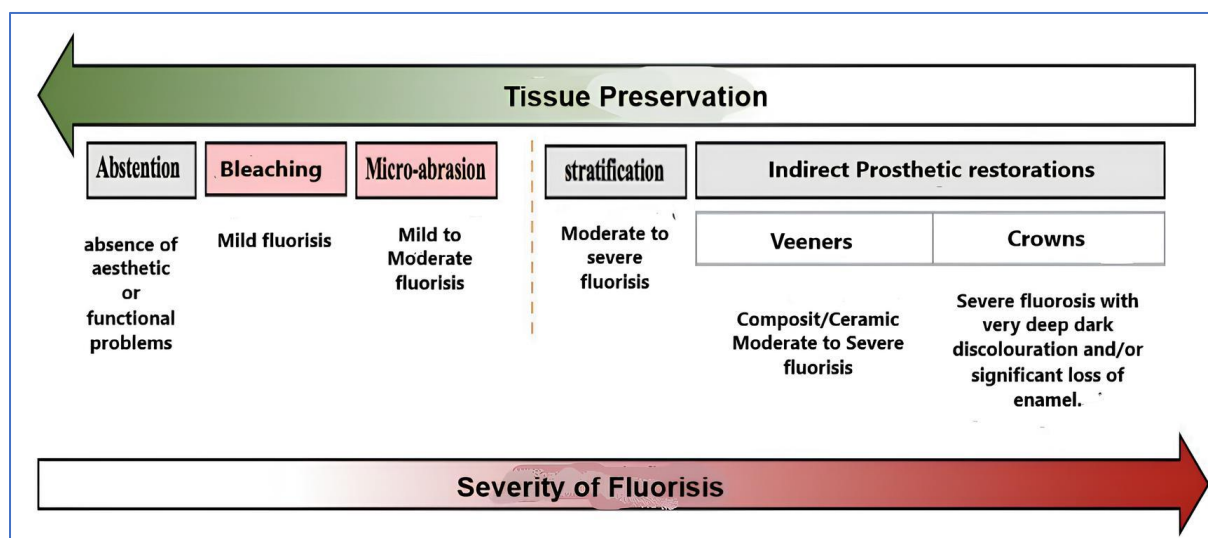 Tissue Preservation
Abstention
Bleaching
Micro-abrasion
stratification
Indirect Prosthetic restorations
absence of
aesthetic
or
functional
problems
Mild fluorisis
Mild to
Moderate
fluorisis
Moderate to
severe
fluorisis
Veeners
Crowns
Composit/Ceramic
Moderate to Severe
fluorisis
Severe fluorosis with
very deep dark
discolouration and/or
significant loss of
enamel.
Severity of Fluorisis